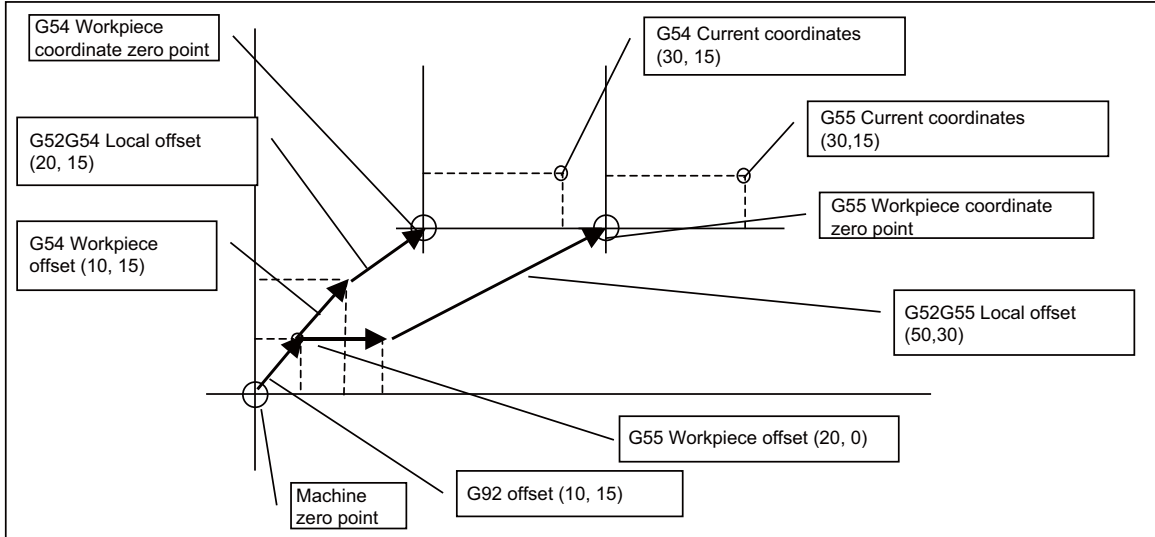 G54 Workpiece
coordinate zero point
G54 Current coordinates
(30, 15)
G52G54 Local offset
(20, 15)
G55 Current coordinates
(30,15)
G54 Workpiece
offset (10, 15)
G55 Workpiece coordinate
zero point
G52G55 Local offset
(50,30)
G55 Workpiece offset (20, 0)
G92 offset (10, 15)
Machine
zero point